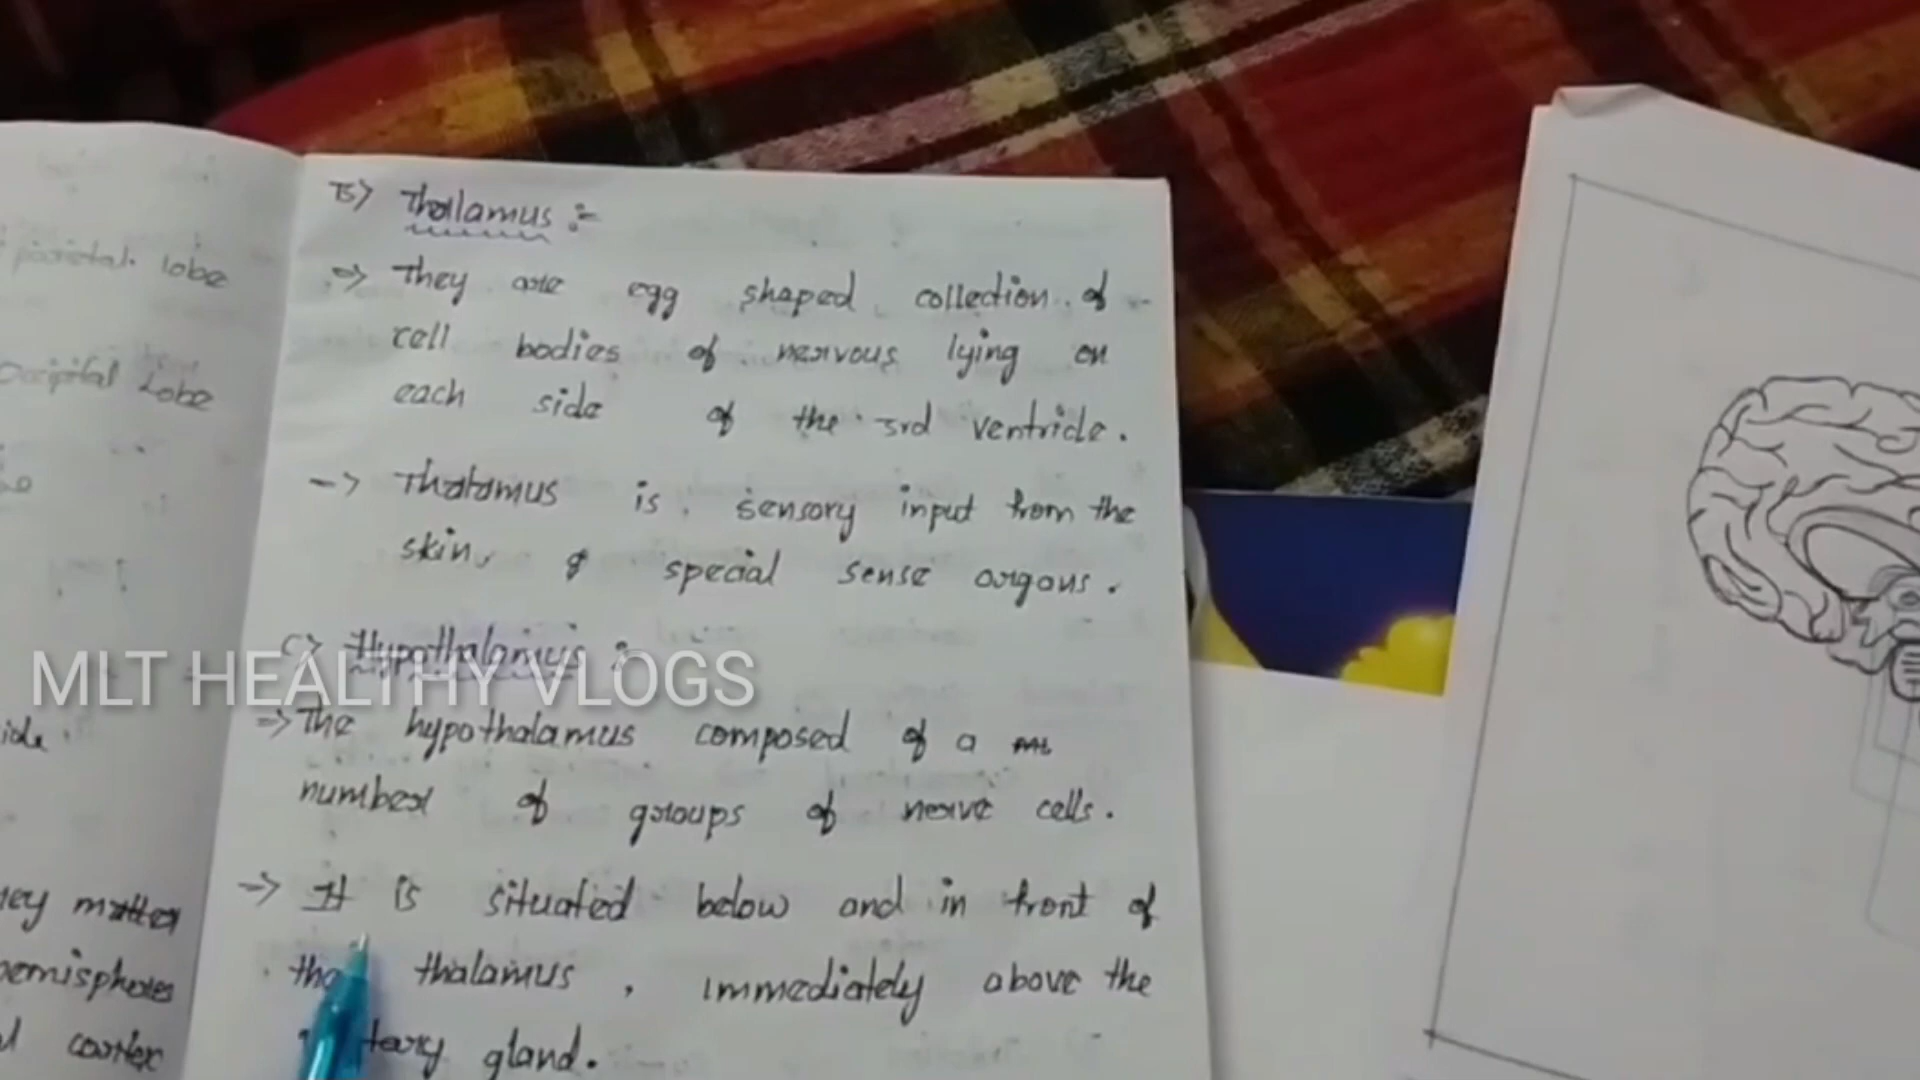 parietal lobe
Occipital Lobe
matter
hemispheres
cortex
B) Thalamus :-
=> They are egg shaped collection of
cell bodies of nervous lying on
each side of the 3rd ventricle.
-> Thalamus is sensory input from the
skin, & special sense organs.
C) Hypothalamus :-
MLT HEALTHY VLOGS
=> The hypothalamus composed of a
number of groups of nerve cells.
=> It is situated below and in front of
thalamus, immediately above the
gland.